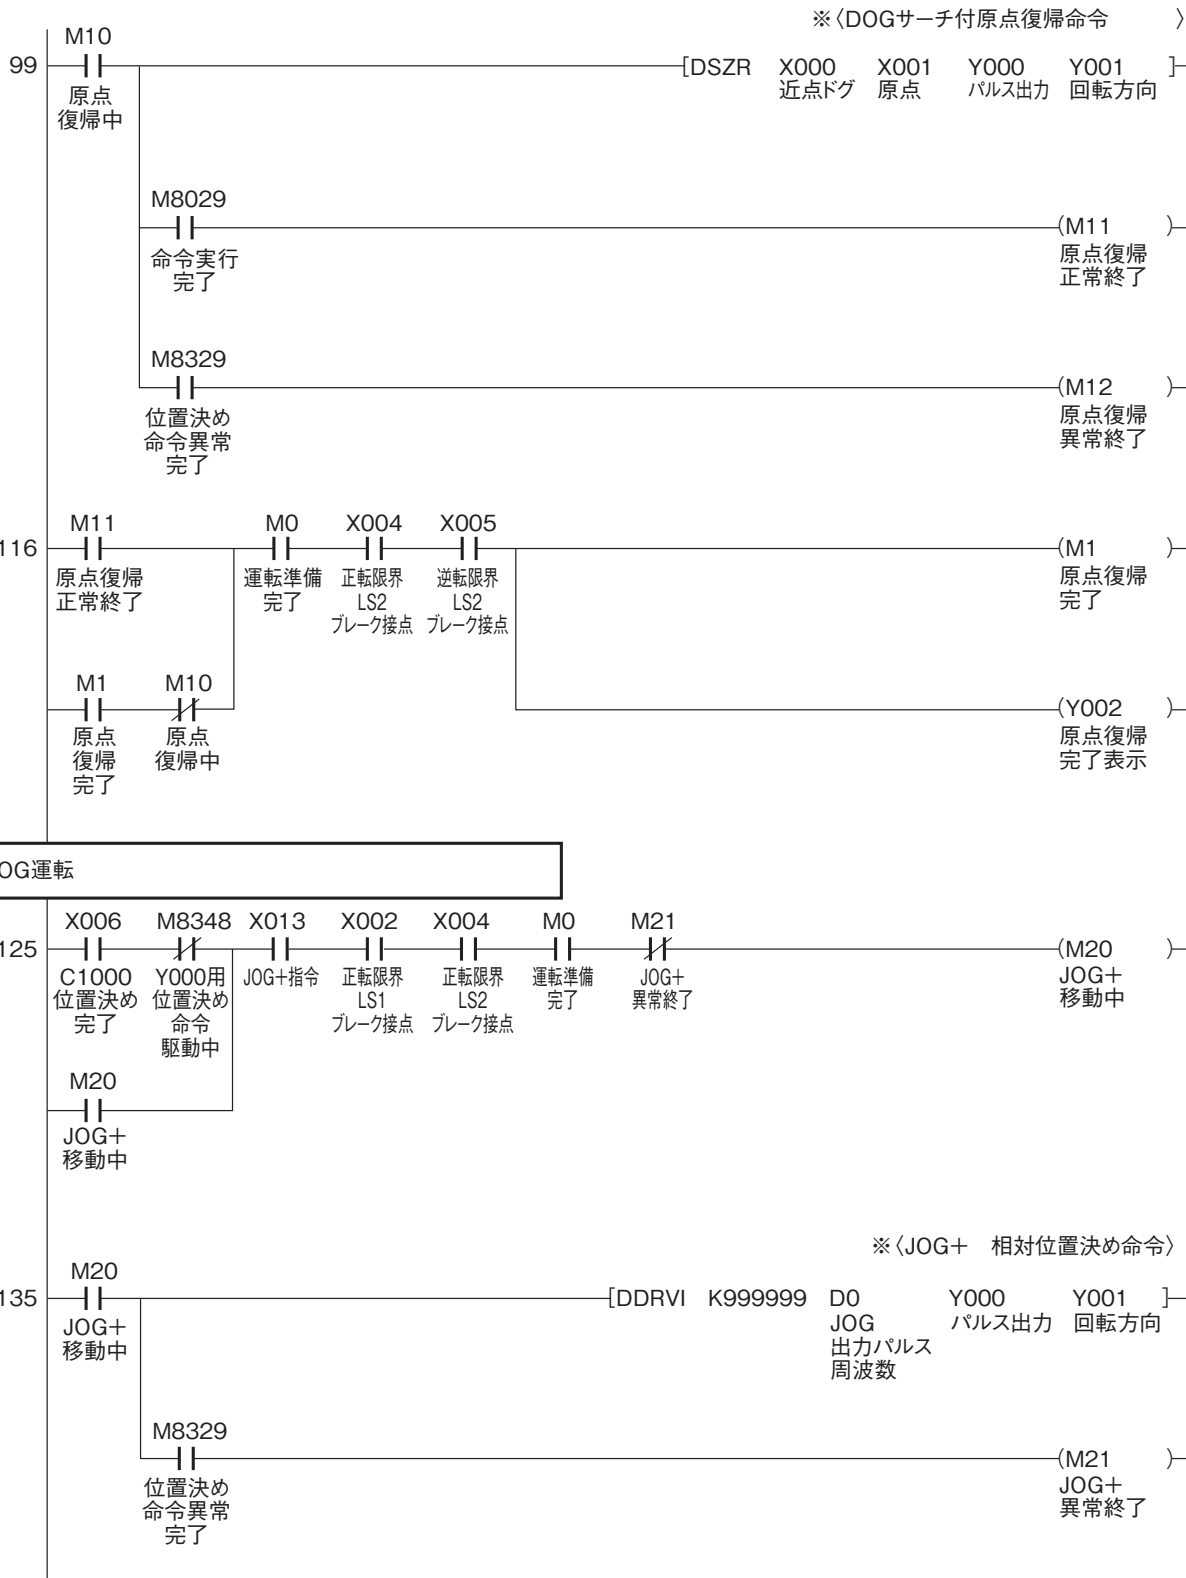 ※〈DOGサーチ付原点復帰命令　　〉
M10
99 [DSZR X000 X001 Y000 Y001 ]
近点ドグ 原点 パルス出力 回転方向
原点
復帰中
M8029
(M11 )
命令実行
完了
原点復帰
正常終了
M8329
(M12 )
位置決め
命令異常
完了
原点復帰
異常終了
M11 M0 X004 X005
116 (M1 )
原点復帰
正常終了
運転準備
完了
正転限界
LS2
ブレーク接点
逆転限界
LS2
ブレーク接点
原点復帰
完了
M1 M10
(Y002 )
原点
復帰
完了
原点
復帰中
原点復帰
完了表示
OG運転
X006 M8348 X013 X002 X004 M0 M21
125 (M20 )
C1000
位置決め
完了
Y000用
位置決め
命令
駆動中
JOG+指令
正転限界
LS1
ブレーク接点
正転限界
LS2
ブレーク接点
運転準備
完了
JOG+
異常終了
JOG+
移動中
M20
JOG+
移動中
※〈JOG+　相対位置決め命令〉
M20
135 [DDRVI K999999 D0 Y000 Y001 ]
JOG+
移動中
JOG
出力パルス
周波数
パルス出力 回転方向
M8329
(M21 )
位置決め
命令異常
完了
JOG+
異常終了